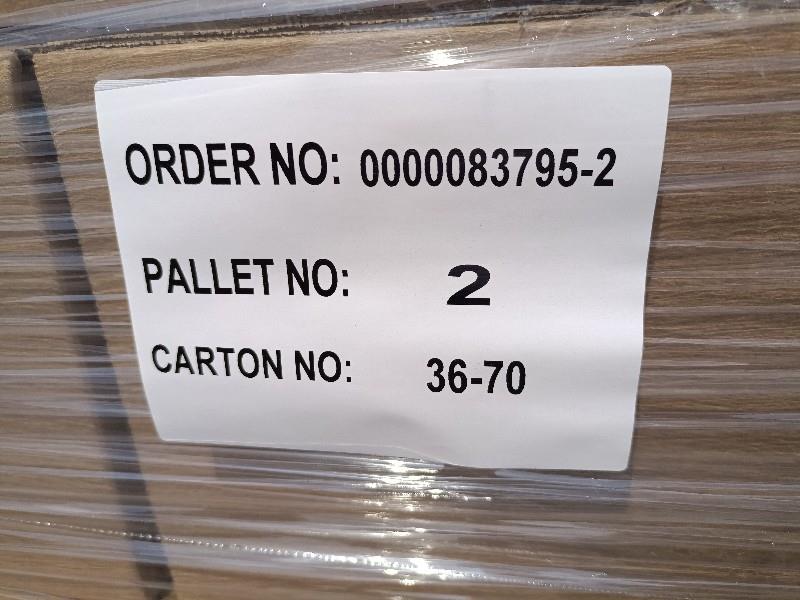 ORDER NO: 0000083795-2
PALLET NO: 2
CARTON NO: 36-70